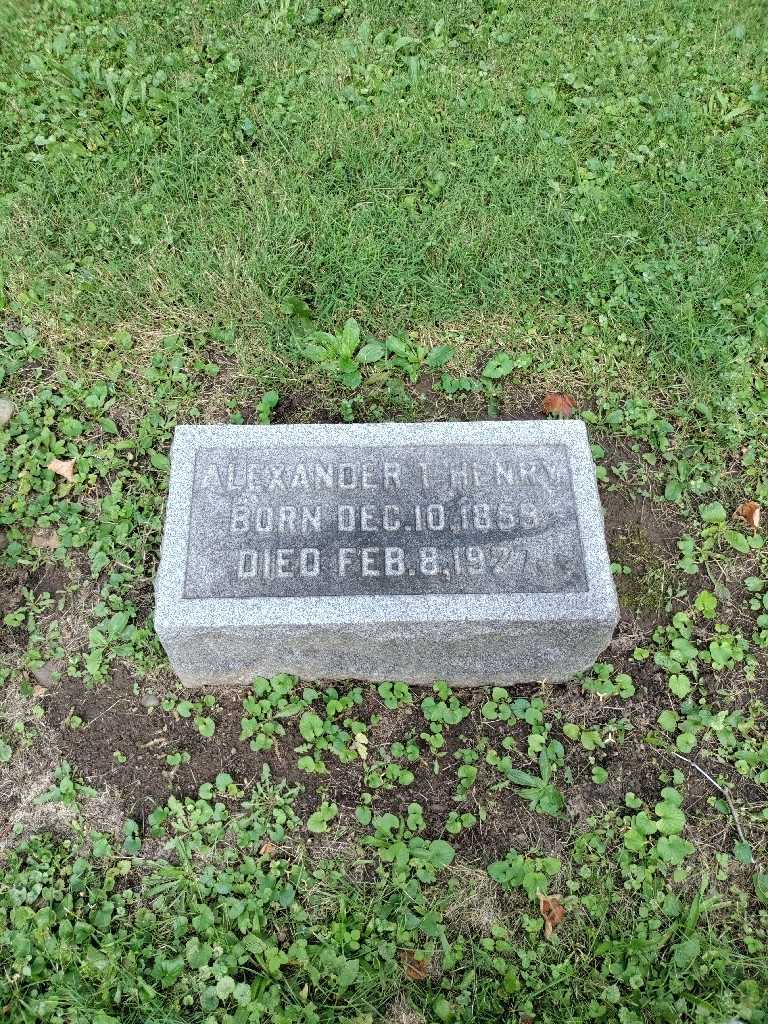 ALEXANDER T. HENRY.
BORN DEC. 10. 1859.
DIED FEB. 8, 1927.